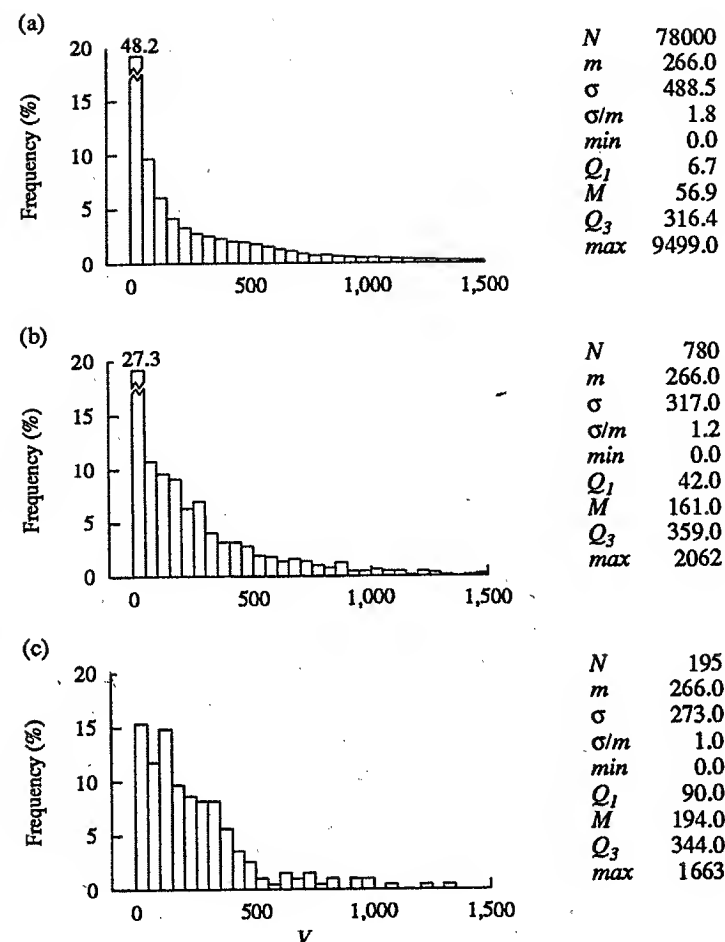 (a)
48.2
20
15
10
5
0
Frequency (%)
0 500 1,000 1,500
N 78000
m 266.0
σ 488.5
σ/m 1.8
min 0.0
Q1 6.7
M 56.9
Q3 316.4
max 9499.0
(b)
27.3
20
15
10
5
0
Frequency (%)
0 500 1,000 1,500
N 780
m 266.0
σ 317.0
σ/m 1.2
min 0.0
Q1 42.0
M 161.0
Q3 359.0
max 2062
(c)
20
15
10
5
0
Frequency (%)
0 500 1,000 1,500
V
N 195
m 266.0
σ 273.0
σ/m 1.0
min 0.0
Q1 90.0
M 194.0
Q3 344.0
max 1663